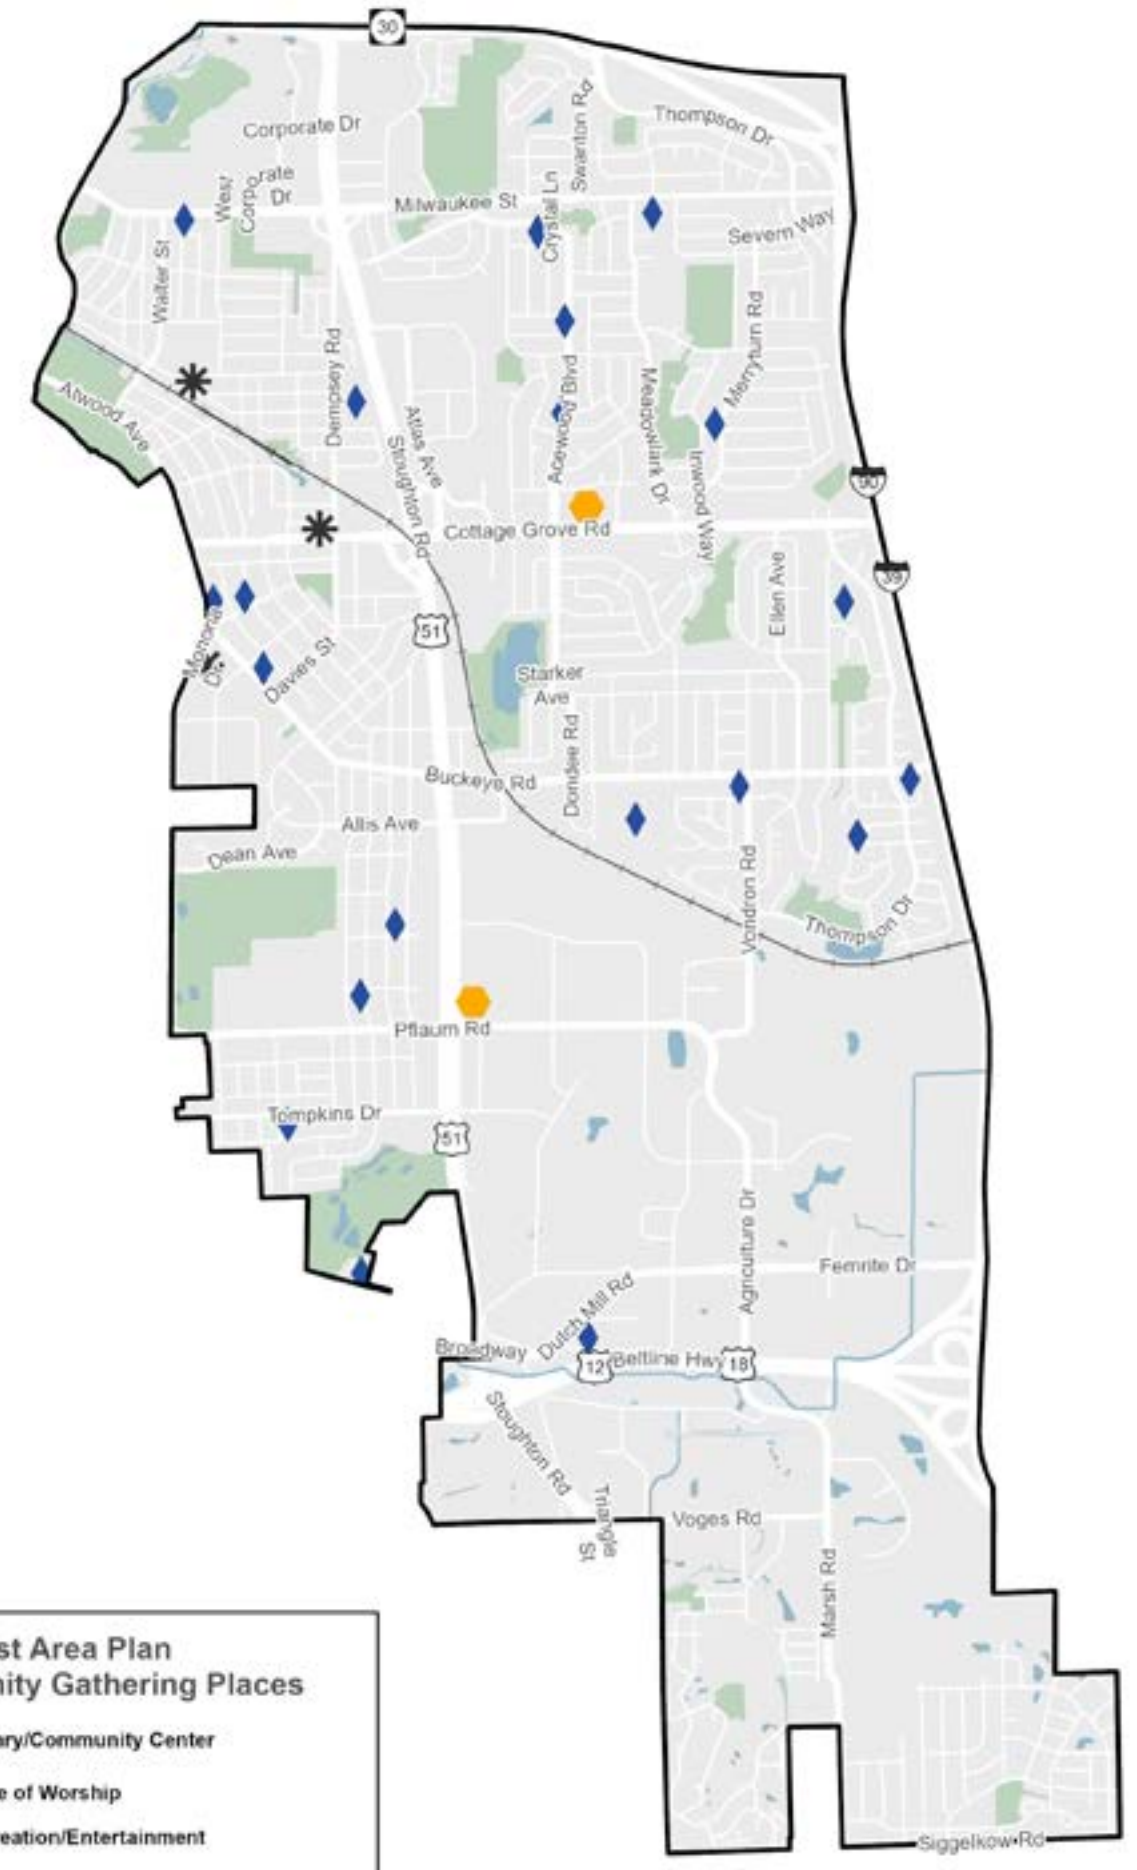 30
Corporate Dr
Swanton Rd
Thompson Dr
West
Corporate
Dr
Milwaukee St
Crystal Ln
Severn Way
Walter St
Merryturn Rd
Dempsey Rd
Atwood Ave
Atlas Ave
Stoughton Rd
Acewood Blvd
Meadowlark Dr
Inwood Way
90
Cottage Grove Rd
39
Ellen Ave
51
Monona
Dr
Davies St
Starker
Ave
Dondee Rd
Buckeye Rd
Allis Ave
Dean Ave
Vondron Rd
Thompson Dr
Pflaum Rd
Tompkins Dr
51
Agriculture Dr
Femrite Dr
Dutch Mill Rd
Broadway
12
Beltline Hwy
18
Stoughton Rd
Triangle
St
Voges Rd
Marsh Rd
st Area Plan
nity Gathering Places
ary/Community Center
e of Worship
reation/Entertainment
Siggelkow Rd